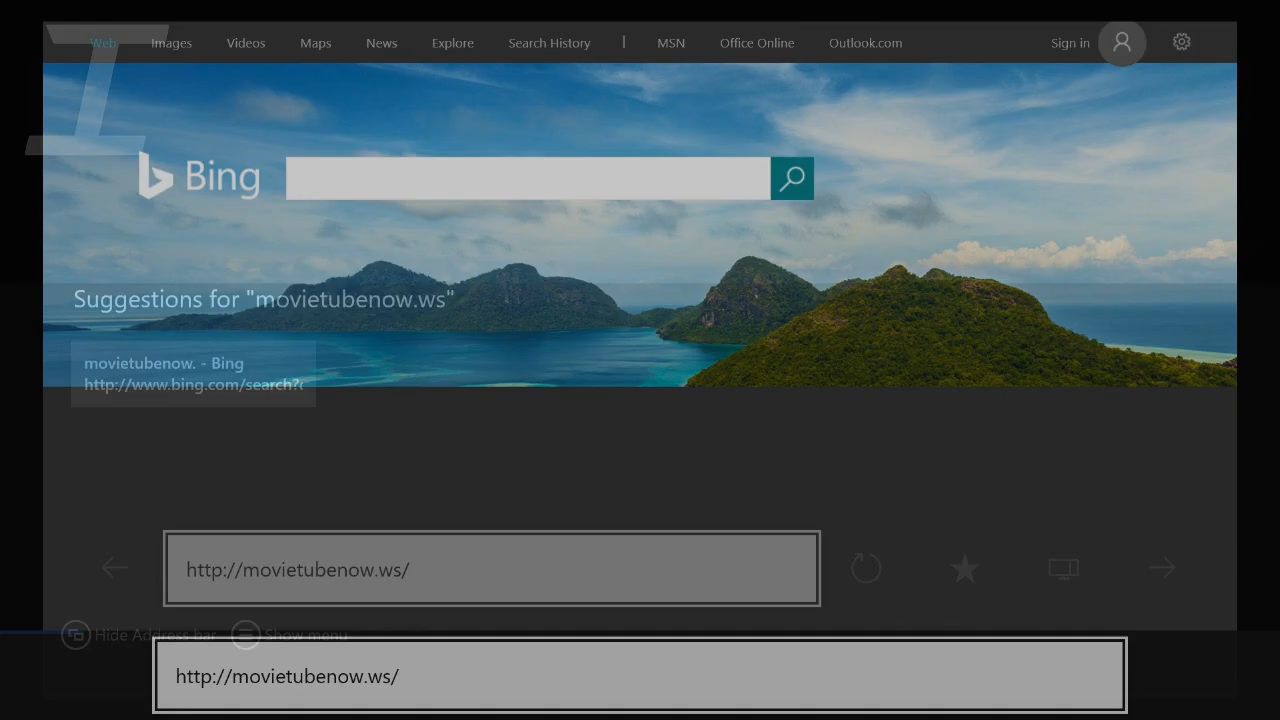 Web Images Videos Maps News Explore Search History | MSN Office Online Outlook.com Sign in
I
Bing
Suggestions for "movietubenow.ws"
movietubenow. - Bing
http://www.bing.com/search?
http://movietubenow.ws/
Hide Address bar Show menu
http://movietubenow.ws/